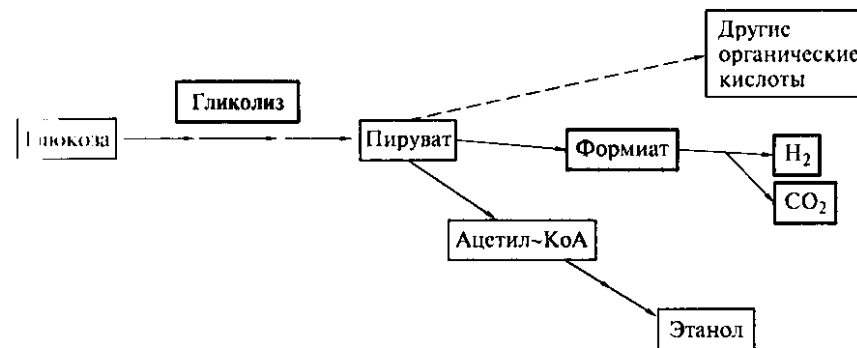 Другие
органические
кислоты
Гликолиз
Пируват
Формиат
H₂
CO₂
Ацетил~КоА
Этанол